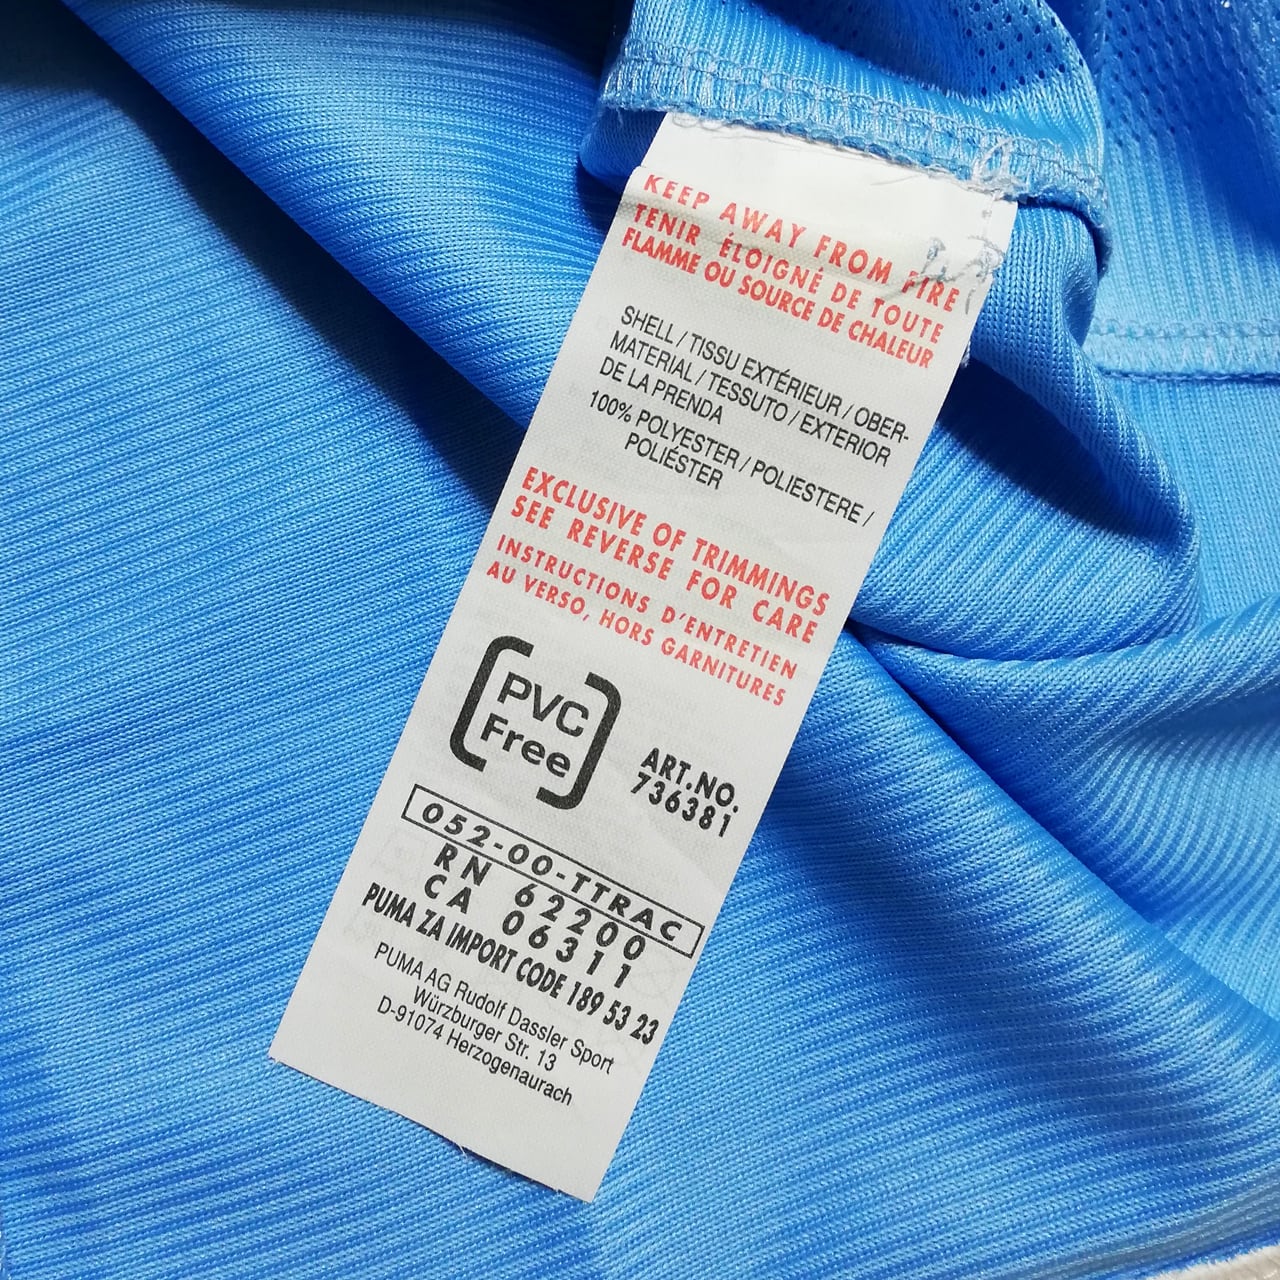 KEEP AWAY FROM FIRE
TENIR ÉLOIGNÉ DE TOUTE
FLAMME OU SOURCE DE CHALEUR
SHELL / TISSU EXTÉRIEUR / OBER-
MATERIAL / TESSUTO / EXTERIOR
DE LA PRENDA
100% POLYESTER / POLIESTERE /
POLIÉSTER
EXCLUSIVE OF TRIMMINGS
SEE REVERSE FOR CARE
INSTRUCTIONS D'ENTRETIEN
AU VERSO, HORS GARNITURES
PVC
Free
ART.NO.
736381
052-00-TTRAC
RN 62200
CA 06311
PUMA ZA IMPORT CODE 189 53 23
PUMA AG Rudolf Dassler Sport
Würzburger Str. 13
D-91074 Herzogenaurach